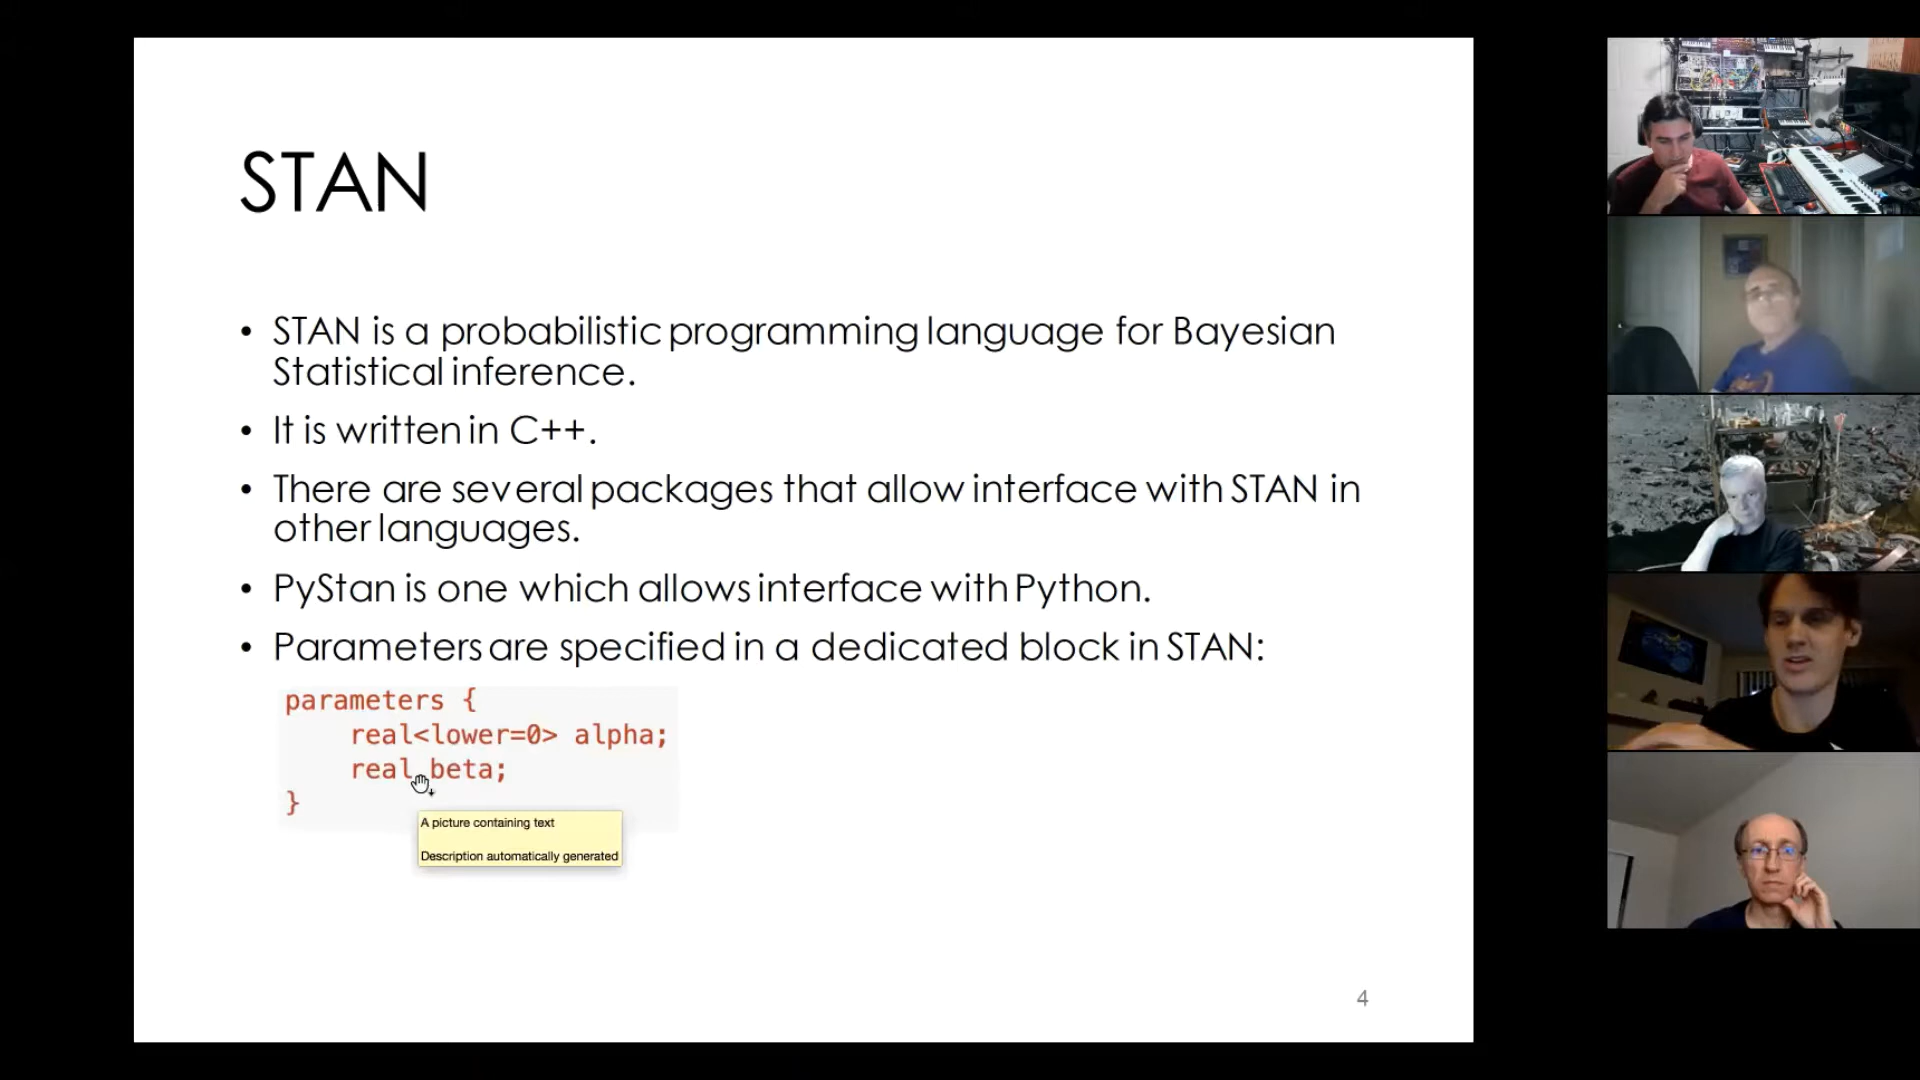 STAN
• STAN is a probabilistic programming language for Bayesian
Statistical inference.
• It is written in C++.
• There are several packages that allow interface with STAN in
other languages.
• PyStan is one which allows interface with Python.
• Parameters are specified in a dedicated block in STAN:
parameters {
real<lower=0> alpha;
real beta;
}
A picture containing text
Description automatically generated
4